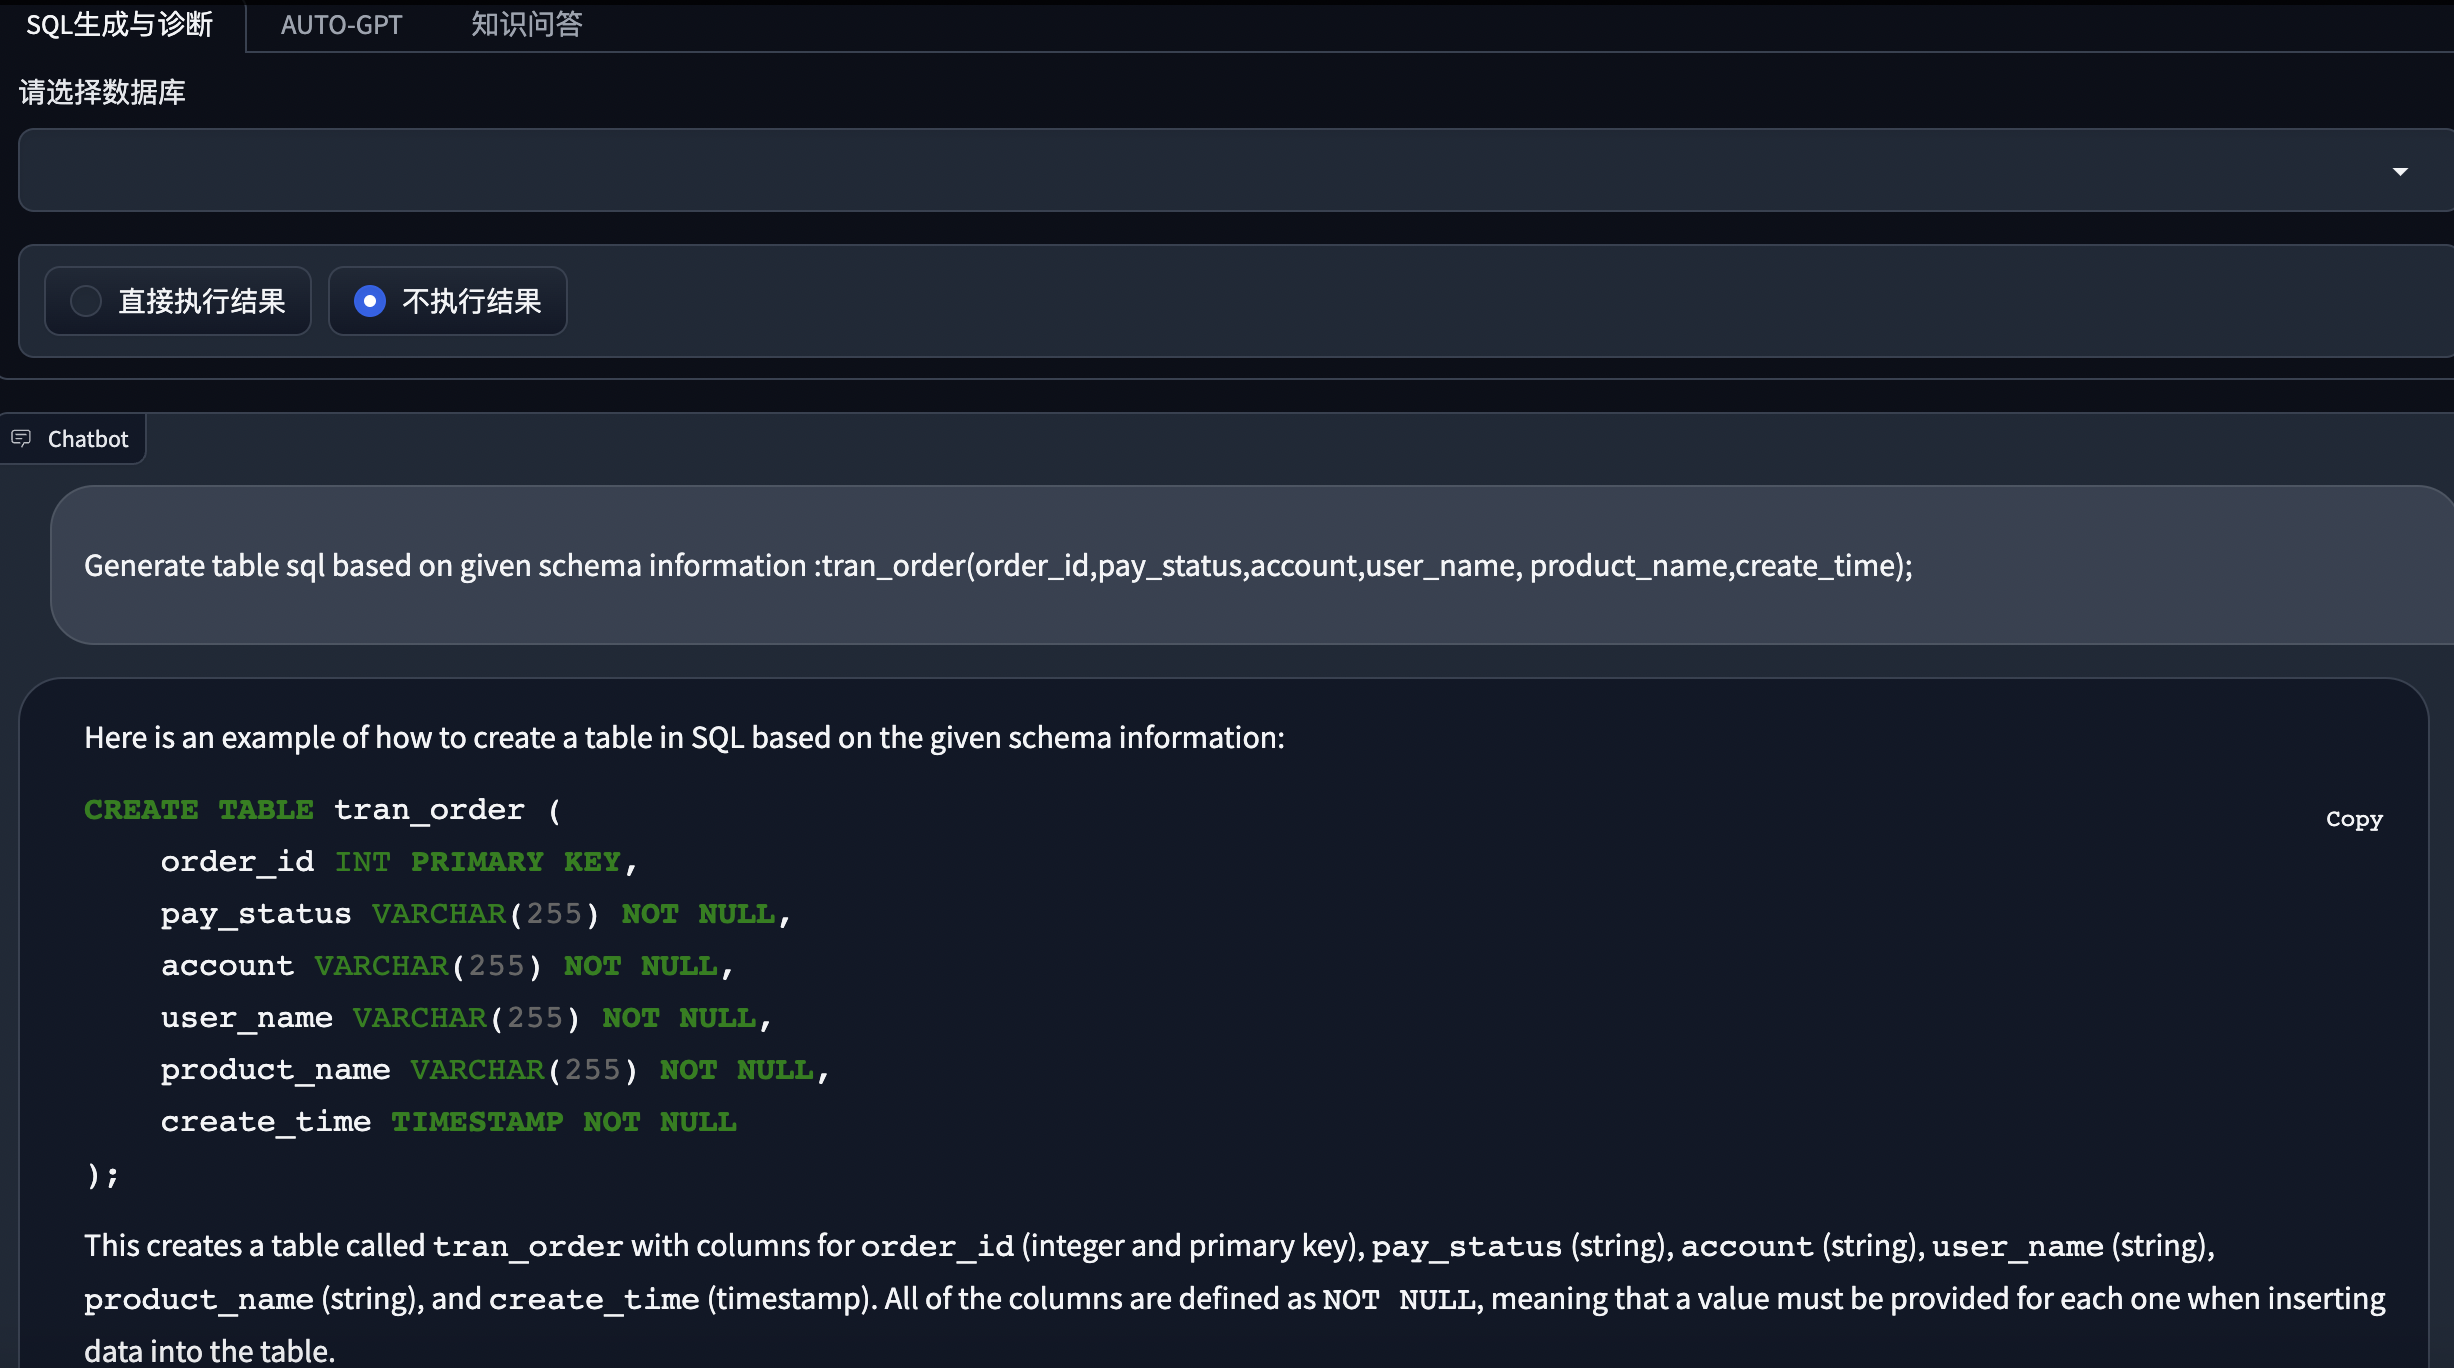 SQL生成与诊断 AUTO-GPT 知识问答
请选择数据库
直接执行结果 不执行结果
Chatbot
Generate table sql based on given schema information :tran_order(order_id,pay_status,account,user_name, product_name,create_time);
Here is an example of how to create a table in SQL based on the given schema information:
CREATE TABLE tran_order (
Copy
    order_id INT PRIMARY KEY,
    pay_status VARCHAR(255) NOT NULL,
    account VARCHAR(255) NOT NULL,
    user_name VARCHAR(255) NOT NULL,
    product_name VARCHAR(255) NOT NULL,
    create_time TIMESTAMP NOT NULL
);
This creates a table called tran_order with columns for order_id (integer and primary key), pay_status (string), account (string), user_name (string),
product_name (string), and create_time (timestamp). All of the columns are defined as NOT NULL, meaning that a value must be provided for each one when inserting
data into the table.